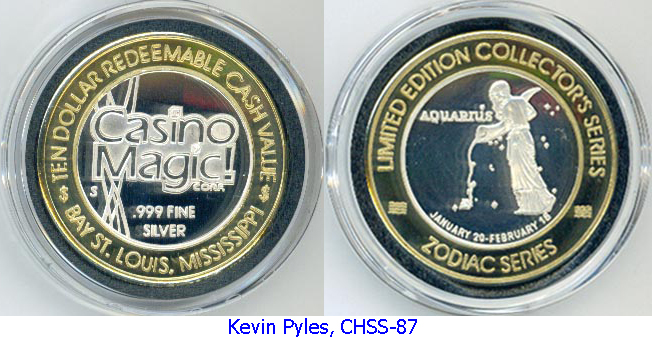 TEN DOLLAR REDEEMABLE CASH VALUE
Casino
Magic!
CORP.
S
.999 FINE
SILVER
$ BAY ST. LOUIS, MISSISSIPPI $
LIMITED EDITION COLLECTOR'S SERIES
AQUARIUS
JANUARY 20-FEBRUARY 18
ZODIAC SERIES
Kevin Pyles, CHSS-87